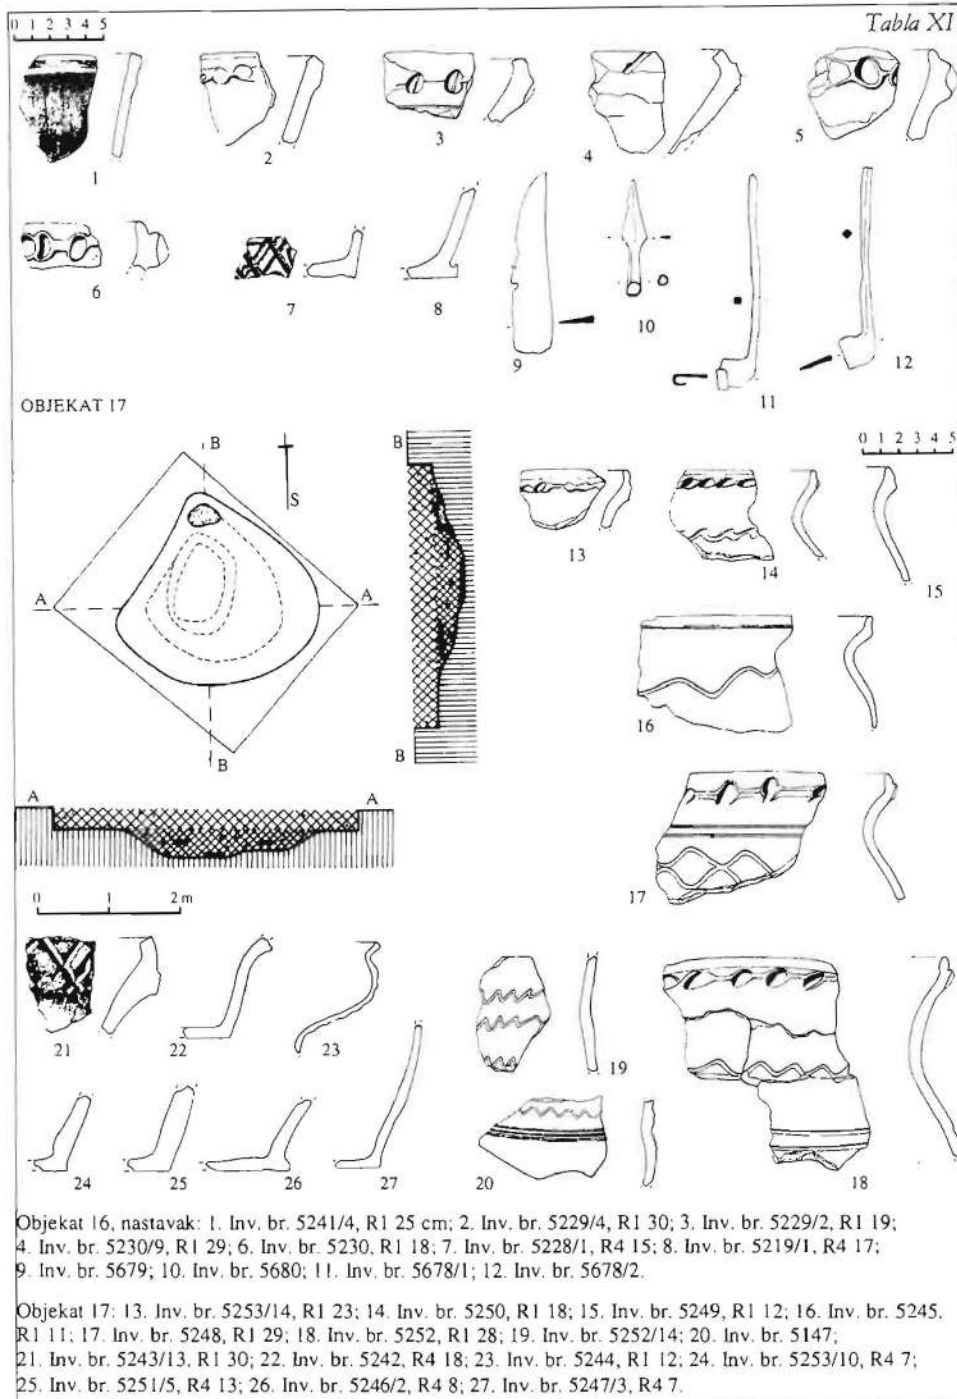 0 1 2 3 4 5
Tabla XI
1
2
3
4
5
6
7
8
9
10
11
12
OBJEKAT 17
B
S
A
A
B
B
B
0 1 2 3 4 5
13
14
15
16
17
A
A
0 1 2 m
21
22
23
19
18
24
25
26
27
20
Objekat 16, nastavak: 1. Inv. br. 5241/4, R1 25 cm; 2. Inv. br. 5229/4, R1 30; 3. Inv. br. 5229/2, R1 19;
4. Inv. br. 5230/9, R1 29; 6. Inv. br. 5230, R1 18; 7. Inv. br. 5228/1, R4 15; 8. Inv. br. 5219/1, R4 17;
9. Inv. br. 5679; 10. Inv. br. 5680; 11. Inv. br. 5678/1; 12. Inv. br. 5678/2.
Objekat 17: 13. Inv. br. 5253/14, R1 23; 14. Inv. br. 5250, R1 18; 15. Inv. br. 5249, R1 12; 16. Inv. br. 5245.
R1 11; 17. Inv. br. 5248, R1 29; 18. Inv. br. 5252, R1 28; 19. Inv. br. 5252/14; 20. Inv. br. 5147;
21. Inv. br. 5243/13, R1 30; 22. Inv. br. 5242, R4 18; 23. Inv. br. 5244, R1 12; 24. Inv. br. 5253/10, R4 7;
25. Inv. br. 5251/5, R4 13; 26. Inv. br. 5246/2, R4 8; 27. Inv. br. 5247/3, R4 7.